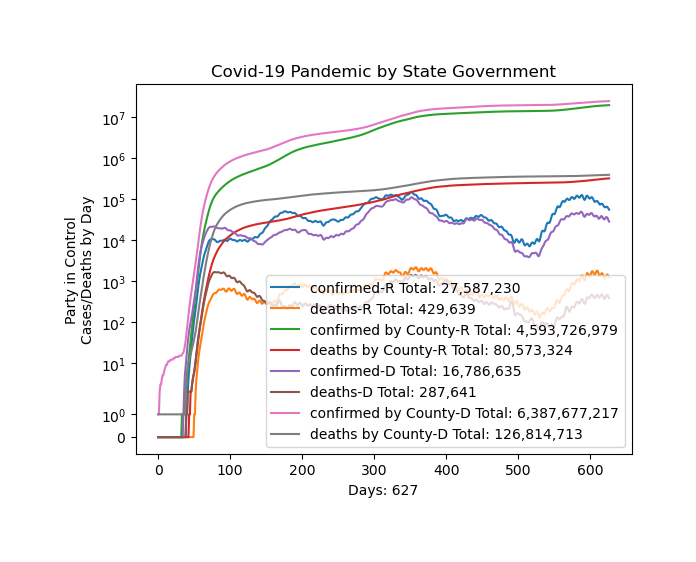 Covid-19 Pandemic by State Government
Party in Control
Cases/Deaths by Day
10^7
10^6
10^5
10^4
10^3
10^2
10^1
10^0
0
confirmed-R Total: 27,587,230
deaths-R Total: 429,639
confirmed by County-R Total: 4,593,726,979
deaths by County-R Total: 80,573,324
confirmed-D Total: 16,786,635
deaths-D Total: 287,641
confirmed by County-D Total: 6,387,677,217
deaths by County-D Total: 126,814,713
0 100 200 300 400 500 600
Days: 627